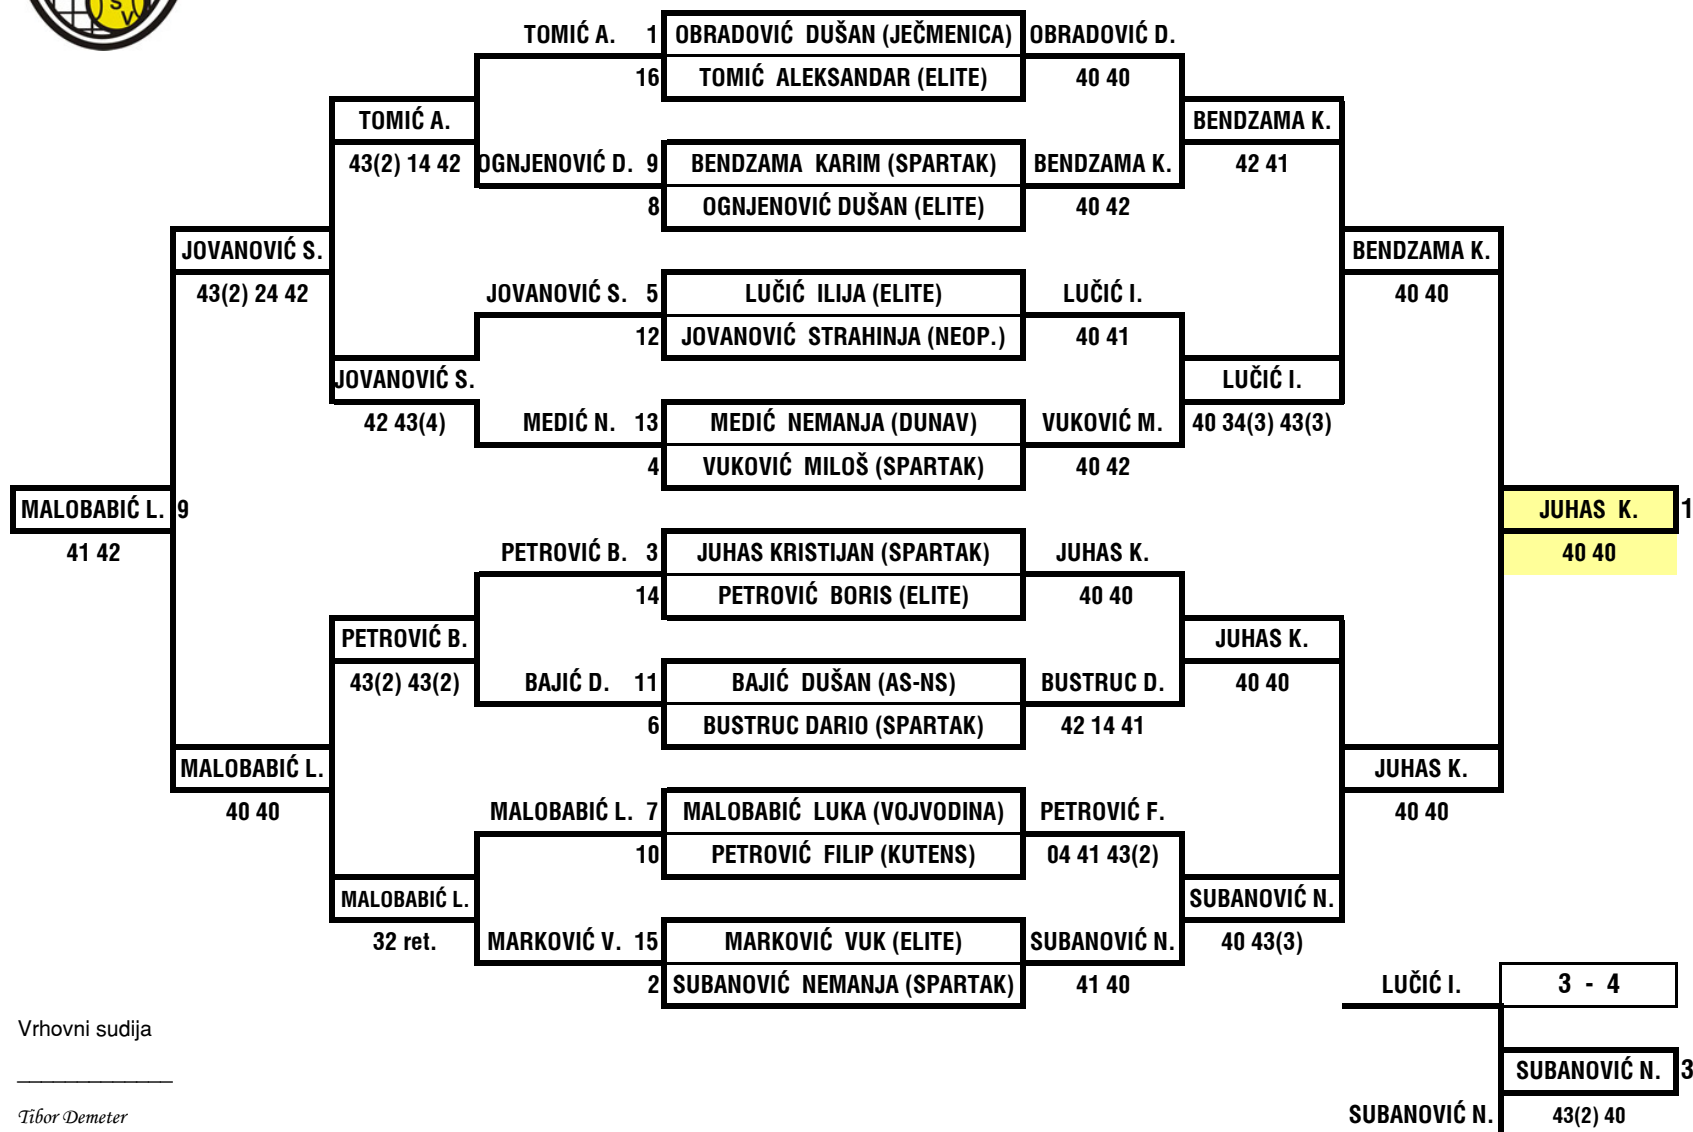 S
V
TOMIĆ A. 1 OBRADOVIĆ DUŠAN (JEČMENICA) OBRADOVIĆ D.
16 TOMIĆ ALEKSANDAR (ELITE) 40 40
TOMIĆ A. BENDZAMA K.
43(2) 14 42 OGNJENOVIĆ D. 9 BENDZAMA KARIM (SPARTAK) BENDZAMA K. 42 41
8 OGNJENOVIĆ DUŠAN (ELITE) 40 42
JOVANOVIĆ S. BENDZAMA K.
43(2) 24 42 JOVANOVIĆ S. 5 LUČIĆ ILIJA (ELITE) LUČIĆ I. 40 40
12 JOVANOVIĆ STRAHINJA (NEOP.) 40 41
JOVANOVIĆ S. LUČIĆ I.
42 43(4) MEDIĆ N. 13 MEDIĆ NEMANJA (DUNAV) VUKOVIĆ M. 40 34(3) 43(3)
4 VUKOVIĆ MILOŠ (SPARTAK) 40 42
MALOBABIĆ L. 9 JUHAS K. 1
41 42 PETROVIĆ B. 3 JUHAS KRISTIJAN (SPARTAK) JUHAS K. 40 40
14 PETROVIĆ BORIS (ELITE) 40 40
PETROVIĆ B. JUHAS K.
43(2) 43(2) BAJIĆ D. 11 BAJIĆ DUŠAN (AS-NS) BUSTRUC D. 40 40
6 BUSTRUC DARIO (SPARTAK) 42 14 41
MALOBABIĆ L. JUHAS K.
40 40 MALOBABIĆ L. 7 MALOBABIĆ LUKA (VOJVODINA) PETROVIĆ F. 40 40
10 PETROVIĆ FILIP (KUTENS) 04 41 43(2)
MALOBABIĆ L. SUBANOVIĆ N.
32 ret. MARKOVIĆ V. 15 MARKOVIĆ VUK (ELITE) SUBANOVIĆ N. 40 43(3)
2 SUBANOVIĆ NEMANJA (SPARTAK) 41 40 LUČIĆ I. 3 - 4
Vrhovni sudija
SUBANOVIĆ N. 3
Tibor Demeter SUBANOVIĆ N. 43(2) 40